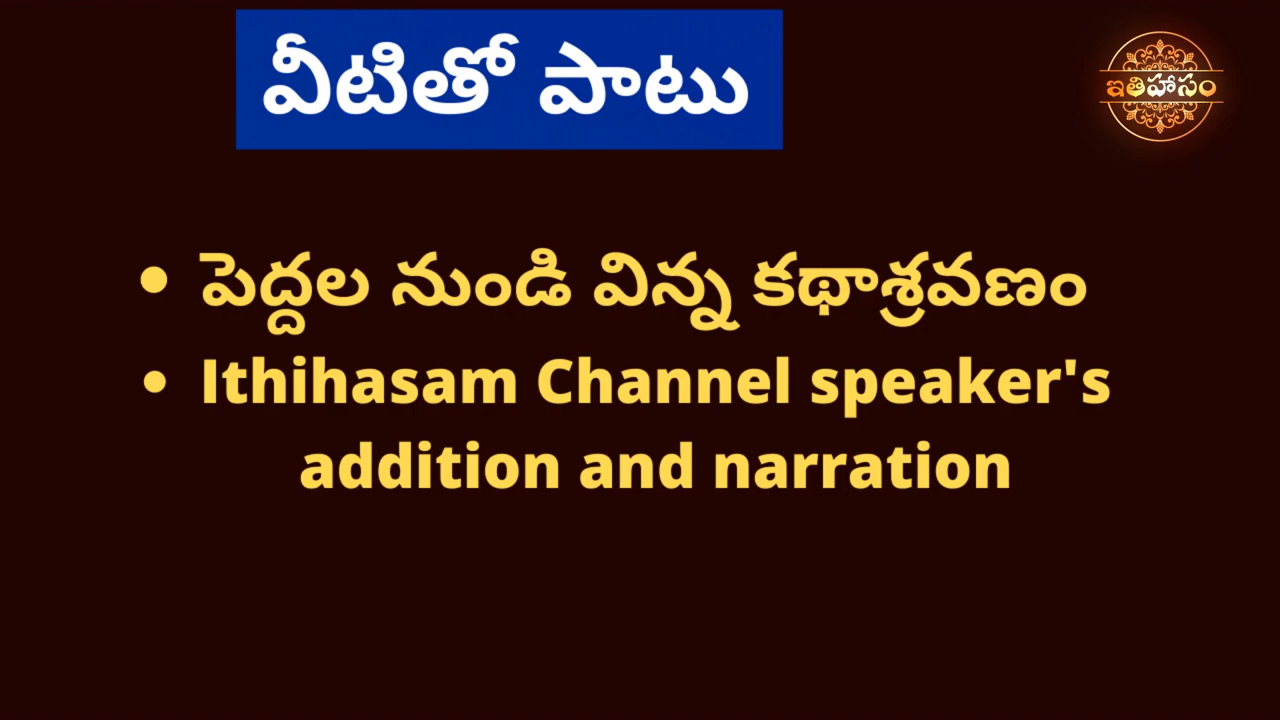 వీటితో పాటు
ఇతిహాసం
• పెద్దల నుండి విన్న కథాశ్రవణం
• Ithihasam Channel speaker's
addition and narration